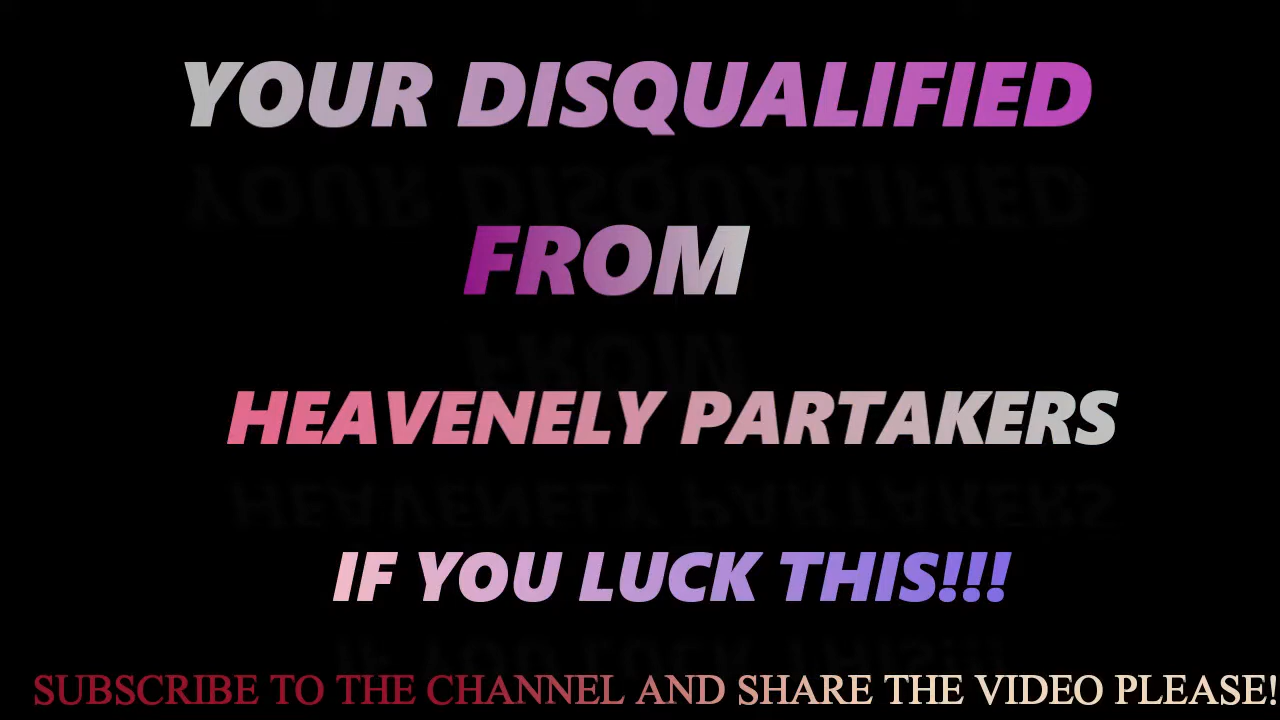 YOUR DISQUALIFIED
FROM
HEAVENELY PARTAKERS
IF YOU LUCK THIS!!!
SUBSCRIBE TO THE CHANNEL AND SHARE THE VIDEO PLEASE!